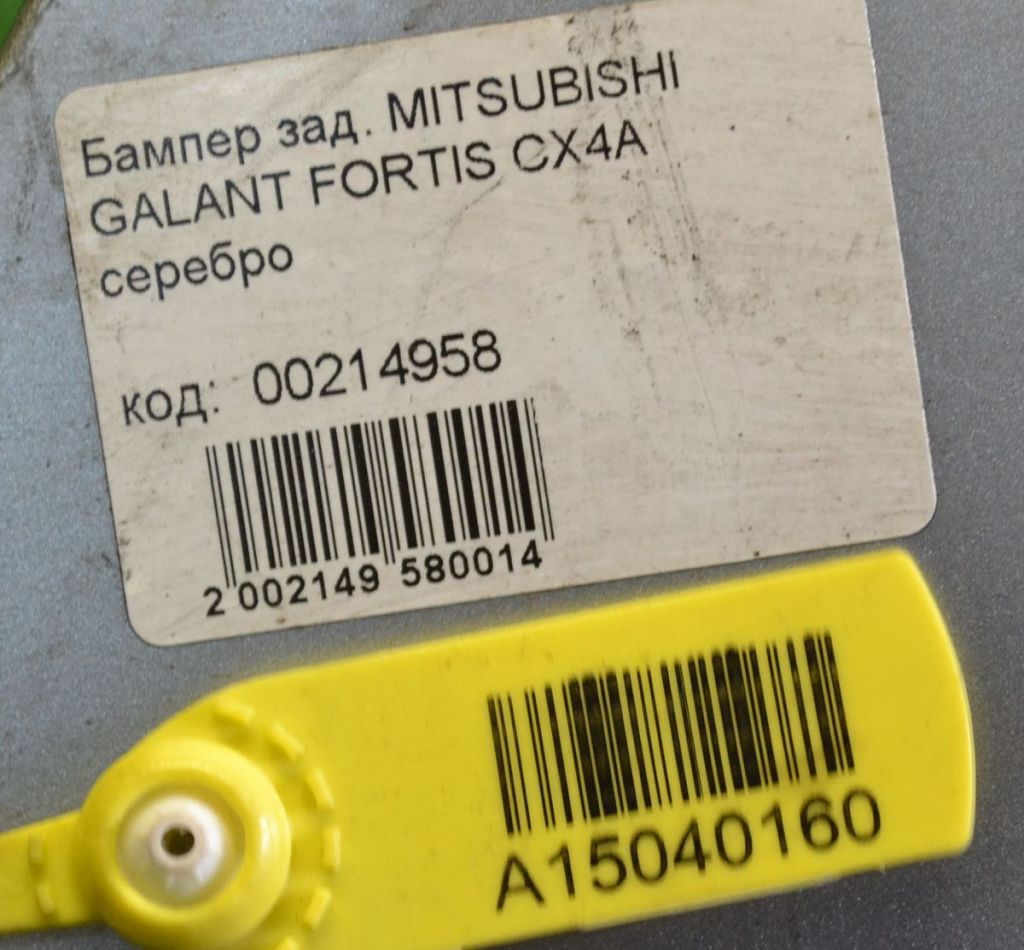 Бампер зад. MITSUBISHI
GALANT FORTIS CX4A
серебро
код: 00214958
2 002149 580014
A15040160